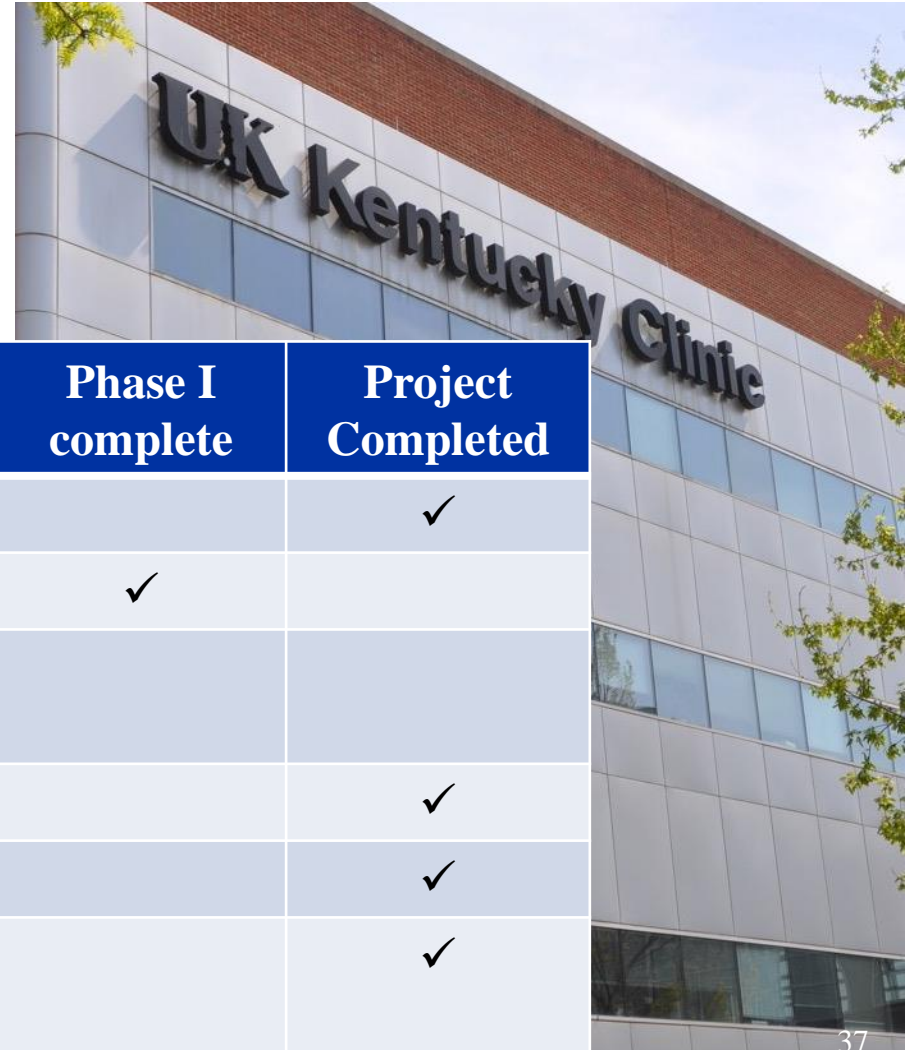 UK Kentucky Clinic
Phase I
complete
Project
Completed
✓
✓
✓
✓
✓
37